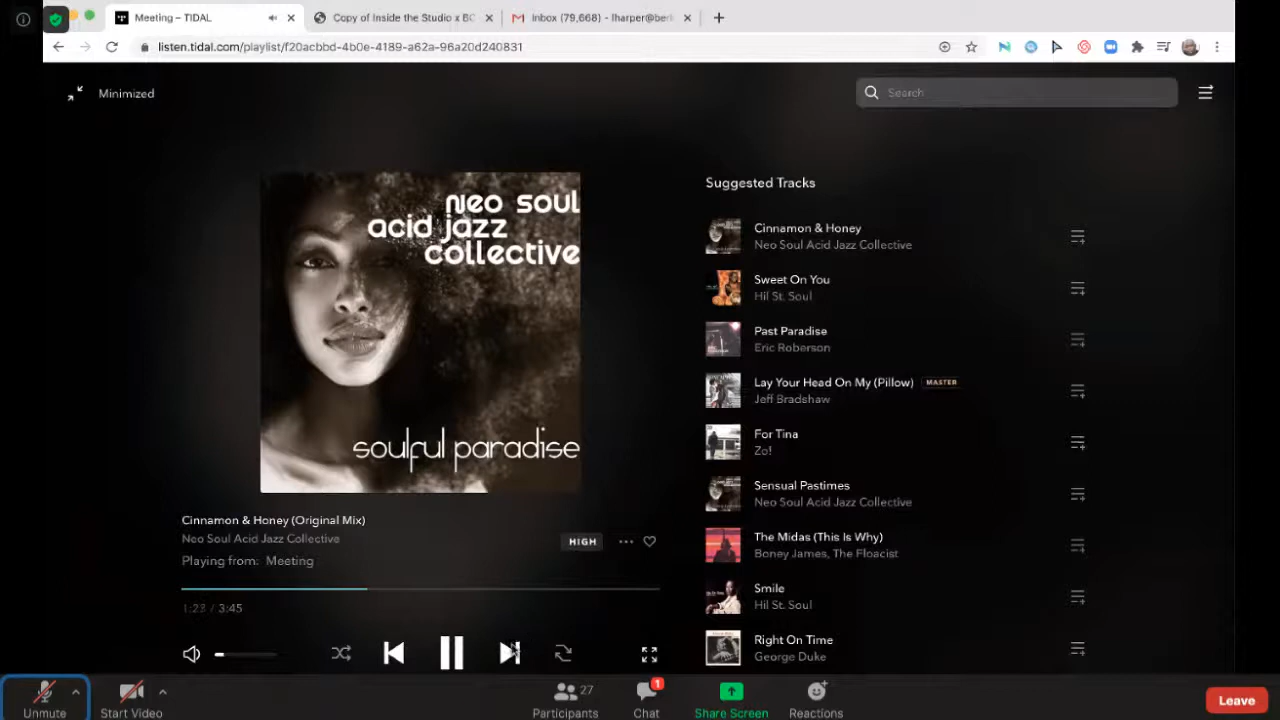 Meeting – TIDAL
Copy of Inside the Studio x BC
Inbox (79,668) – lharper@berk
listen.tidal.com/playlist/f20acbbd-4b0e-4189-a62a-96a20d240831
Minimized
Search
neo soul
acid jazz
collective
soulful paradise
Suggested Tracks
Cinnamon & Honey
Neo Soul Acid Jazz Collective
Sweet On You
Hil St. Soul
Past Paradise
Eric Roberson
Lay Your Head On My (Pillow) MASTER
Jeff Bradshaw
For Tina
Zo!
Sensual Pastimes
Neo Soul Acid Jazz Collective
The Midas (This Is Why)
Boney James, The Floacist
Smile
Hil St. Soul
Right On Time
George Duke
Cinnamon & Honey (Original Mix)
Neo Soul Acid Jazz Collective
Playing from: Meeting
HIGH
1:23 / 3:45
Unmute
Start Video
Participants 27
Chat 1
Share Screen
Reactions
Leave